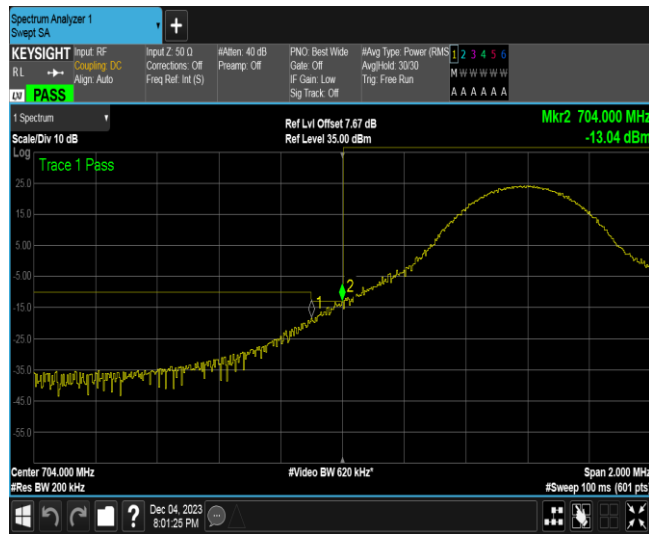 Spectrum Analyzer 1
Swept SA
KEYSIGHT
RL
LXI PASS
Input: RF
Coupling: DC
Align: Auto
Input Z: 50 Ω
Corrections: Off
Freq Ref: Int (S)
#Atten: 40 dB
Preamp: Off
PNO: Best Wide
Gate: Off
IF Gain: Low
Sig Track: Off
#Avg Type: Power (RMS
Avg|Hold: 30/30
Trig: Free Run
1 2 3 4 5 6
M W W W W W
A A A A A A
1 Spectrum
Scale/Div 10 dB
Log
Ref Lvl Offset 7.67 dB
Ref Level 35.00 dBm
Mkr2 704.000 MHz
-13.04 dBm
Trace 1 Pass
25.0
15.0
5.00
-5.00
-15.0
-25.0
-35.0
-45.0
-55.0
1
2
Center 704.000 MHz
#Res BW 200 kHz
#Video BW 620 kHz*
Span 2.000 MHz
#Sweep 100 ms (601 pts
?
Dec 04, 2023
8:01:25 PM